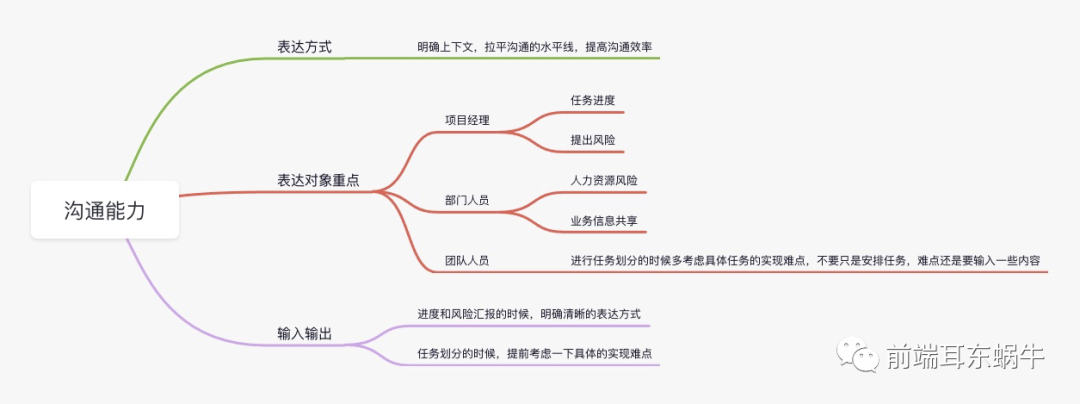 沟通能力
表达方式
明确上下文，拉平沟通的水平线，提高沟通效率
表达对象重点
项目经理
任务进度
提出风险
部门人员
人力资源风险
业务信息共享
团队人员
进行任务划分的时候多考虑具体任务的实现难点，不要只是安排任务，难点还是要输入一些内容
输入输出
进度和风险汇报的时候，明确清晰的表达方式
任务划分的时候，提前考虑一下具体的实现难点
前端耳东蜗牛